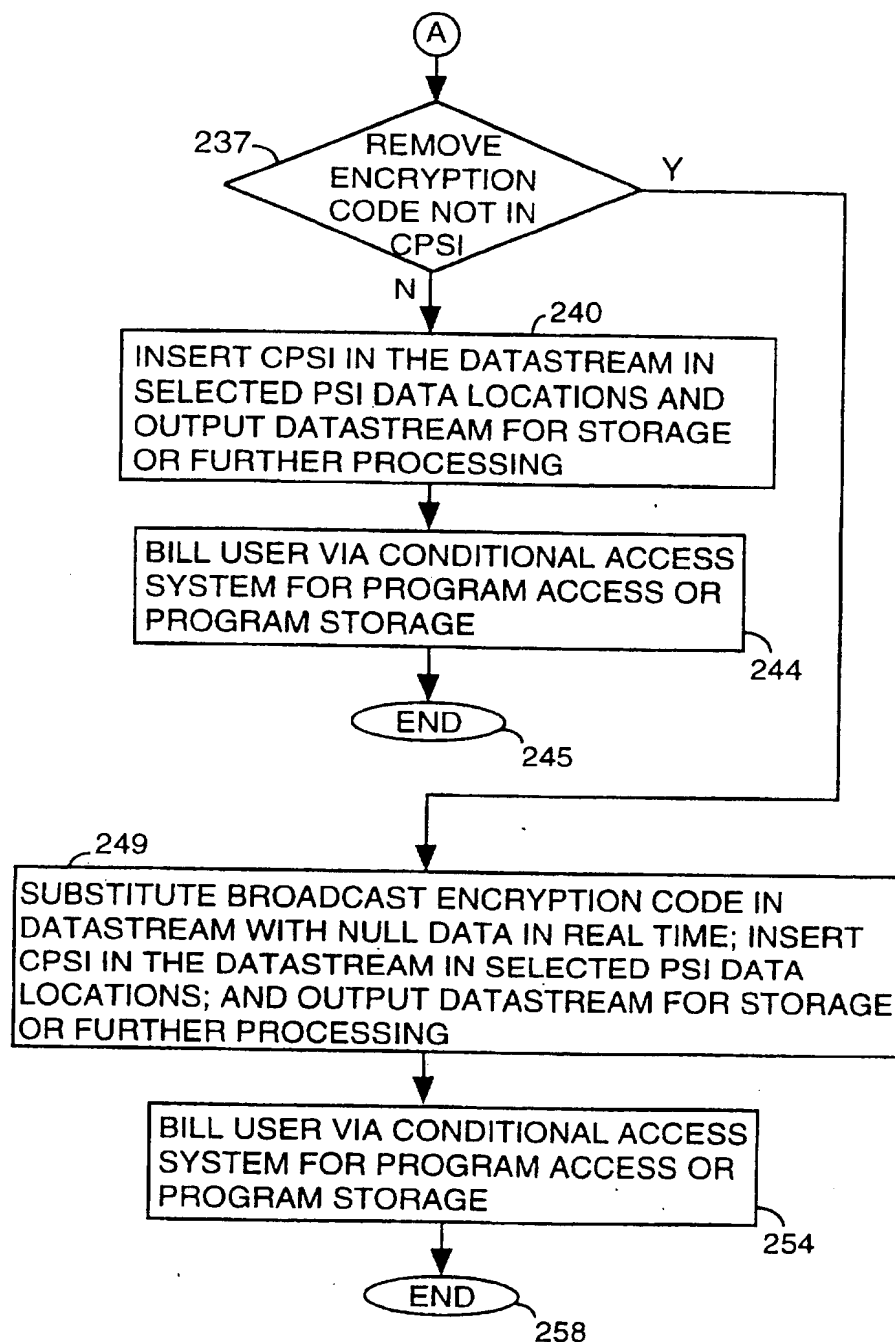 A
237
REMOVE
ENCRYPTION
CODE NOT IN
CPSI
Y
N
240
INSERT CPSI IN THE DATASTREAM IN
SELECTED PSI DATA LOCATIONS AND
OUTPUT DATASTREAM FOR STORAGE
OR FURTHER PROCESSING
BILL USER VIA CONDITIONAL ACCESS
SYSTEM FOR PROGRAM ACCESS OR
PROGRAM STORAGE
244
END
245
249
SUBSTITUTE BROADCAST ENCRYPTION CODE IN
DATASTREAM WITH NULL DATA IN REAL TIME; INSERT
CPSI IN THE DATASTREAM IN SELECTED PSI DATA
LOCATIONS; AND OUTPUT DATASTREAM FOR STORAGE
OR FURTHER PROCESSING
BILL USER VIA CONDITIONAL ACCESS
SYSTEM FOR PROGRAM ACCESS OR
PROGRAM STORAGE
254
END
258